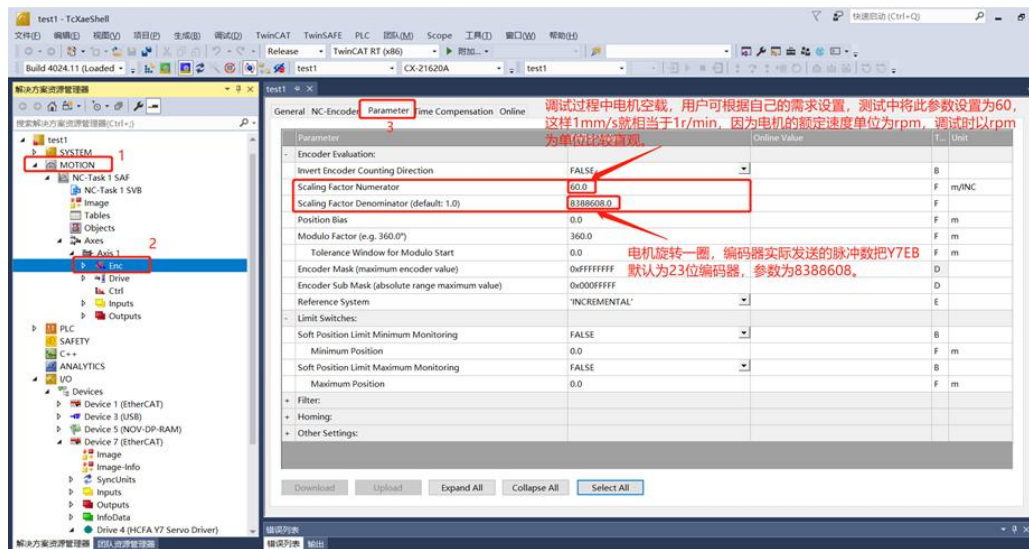 test1 - TcXaeShell
快速启动 (Ctrl+Q)
文件(F) 编辑(E) 视图(V) 项目(P) 生成(B) 调试(D) TwinCAT TwinSAFE PLC 团队(M) Scope 工具(T) 窗口(W) 帮助(H)
Release TwinCAT RT (x86) 附加...
Build 4024.11 (Loaded test1 CX-21620A test1
解决方案资源管理器
test1
搜索解决方案资源管理器(Ctrl+;)
test1
SYSTEM
1
MOTION
NC-Task 1 SAF
NC-Task 1 SVB
Image
Tables
Objects
Axes
2
Axis 1
Enc
Drive
Ctrl
Inputs
Outputs
PLC
SAFETY
C++
ANALYTICS
I/O
Devices
Device 1 (EtherCAT)
Device 3 (USB)
Device 5 (NOV-DP-RAM)
Device 7 (EtherCAT)
Image
Image-Info
SyncUnits
Inputs
Outputs
InfoData
Drive 4 (HCFA Y7 Servo Driver)
解决方案资源管理器 团队资源管理器
General NC-Encoder Parameter Time Compensation Online
3
调试过程中电机空载，用户可根据自己的需求设置，测试中将此参数设置为60，
这样1mm/s就相当于1r/min，因为电机的额定速度单位为rpm，调试时以rpm
为单位比较直观。
Parameter Online Value T... Unit
Encoder Evaluation:
Invert Encoder Counting Direction FALSE B
Scaling Factor Numerator 60.0 F m/INC
Scaling Factor Denominator (default: 1.0) 8388608.0 F
Position Bias 0.0 F m
Modulo Factor (e.g. 360.0°) 360.0 F m
Tolerance Window for Modulo Start 0.0 F m
Encoder Mask (maximum encoder value) 0xFFFFFFFF D
Encoder Sub Mask (absolute range maximum value) 0x000FFFFF D
Reference System 'INCREMENTAL' E
电机旋转一圈，编码器实际发送的脉冲数把Y7EB
默认为23位编码器，参数为8388608。
Limit Switches:
Soft Position Limit Minimum Monitoring FALSE B
Minimum Position 0.0 F m
Soft Position Limit Maximum Monitoring FALSE B
Maximum Position 0.0 F m
Filter:
Homing:
Other Settings:
Download Upload Expand All Collapse All Select All
错误列表
错误列表 输出